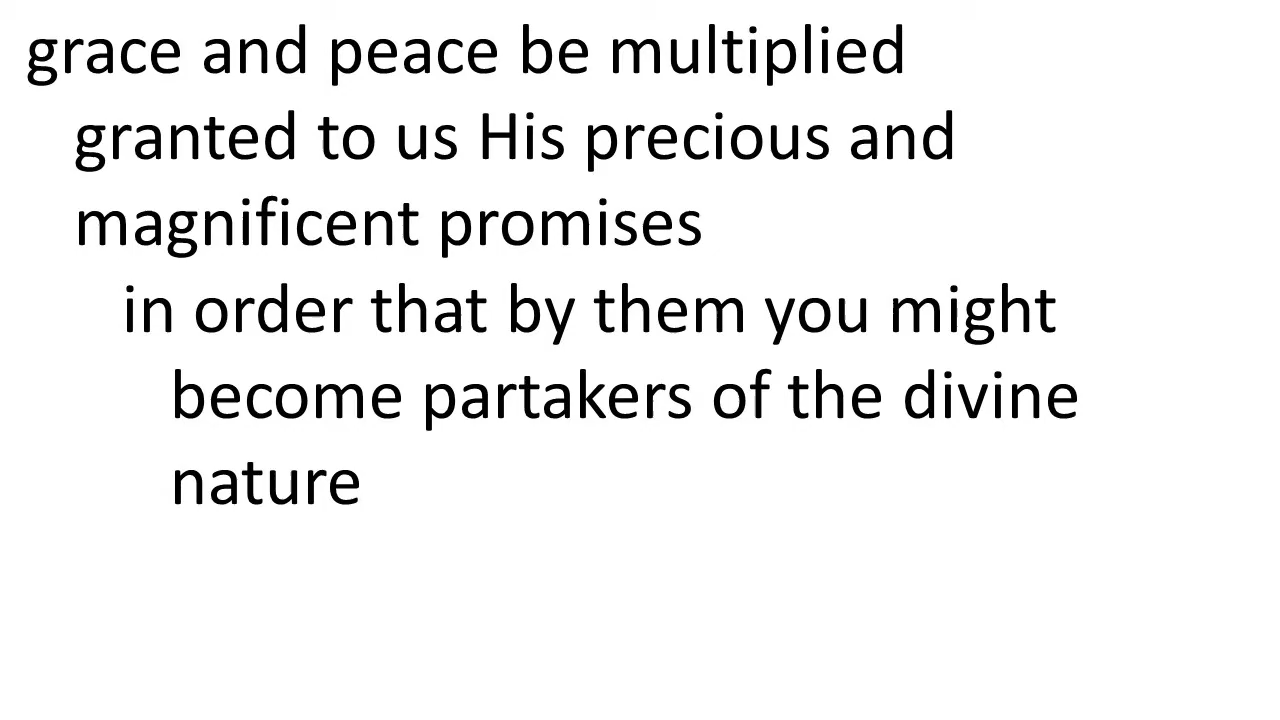 grace and peace be multiplied
granted to us His precious and
magnificent promises
in order that by them you might
become partakers of the divine
nature